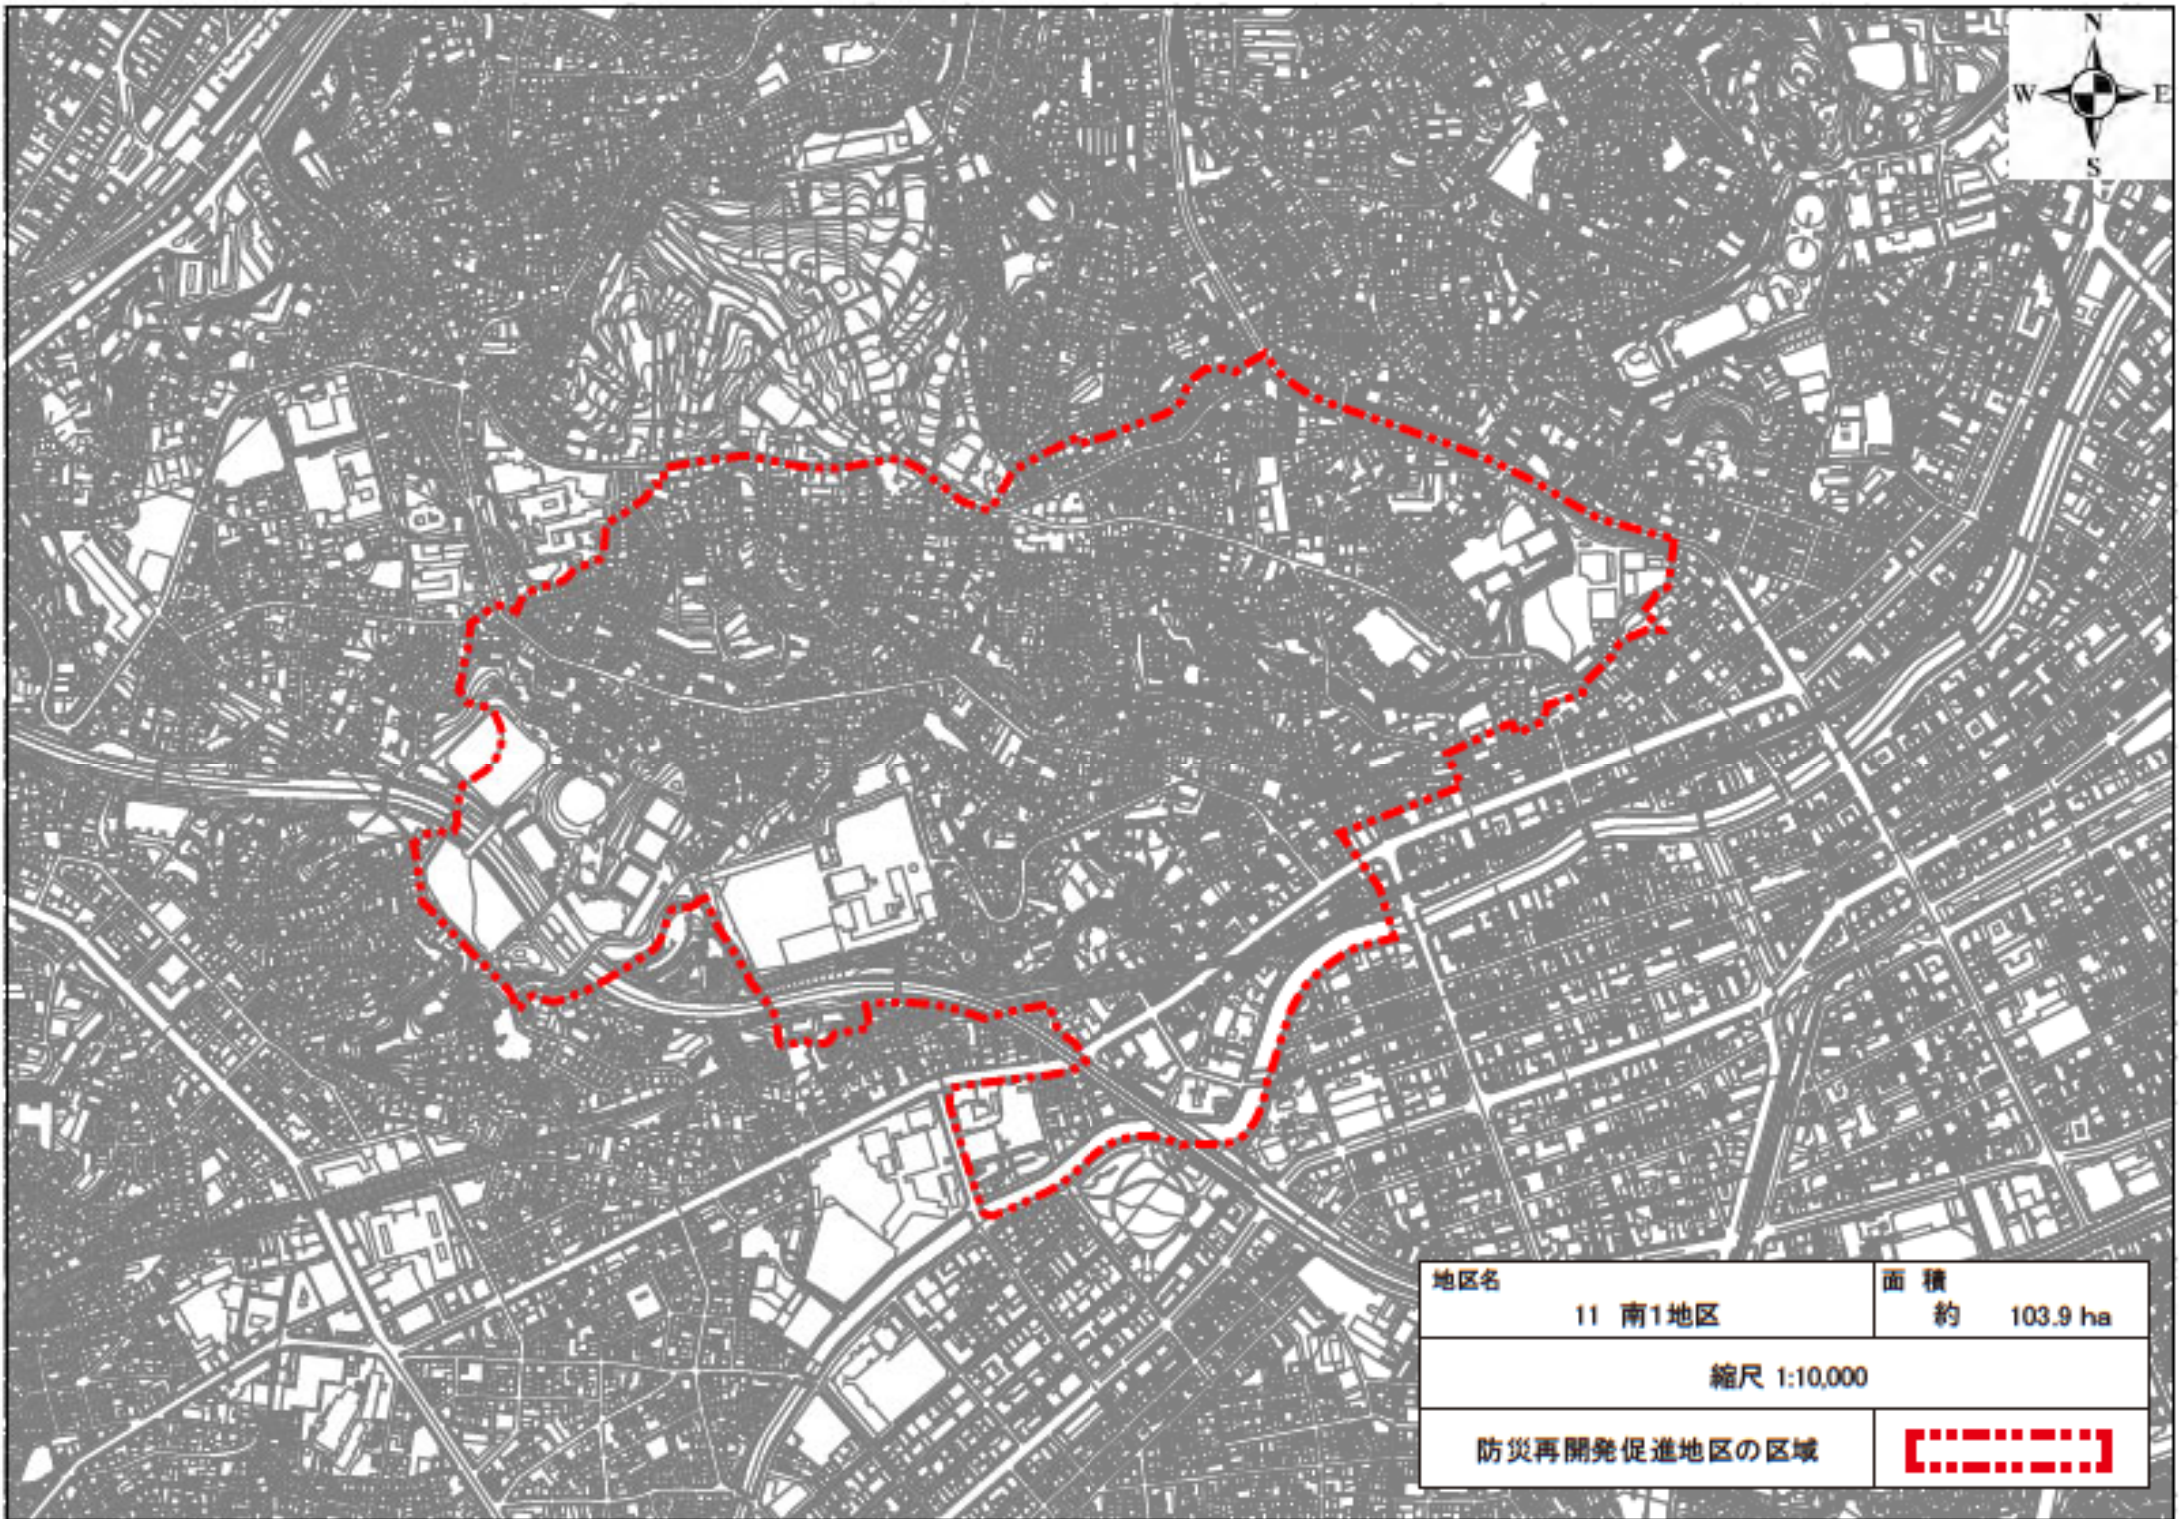 N
W E
S
地区名
11 南1地区
面 積
約 103.9 ha
縮尺 1:10,000
防災再開発促進地区の区域